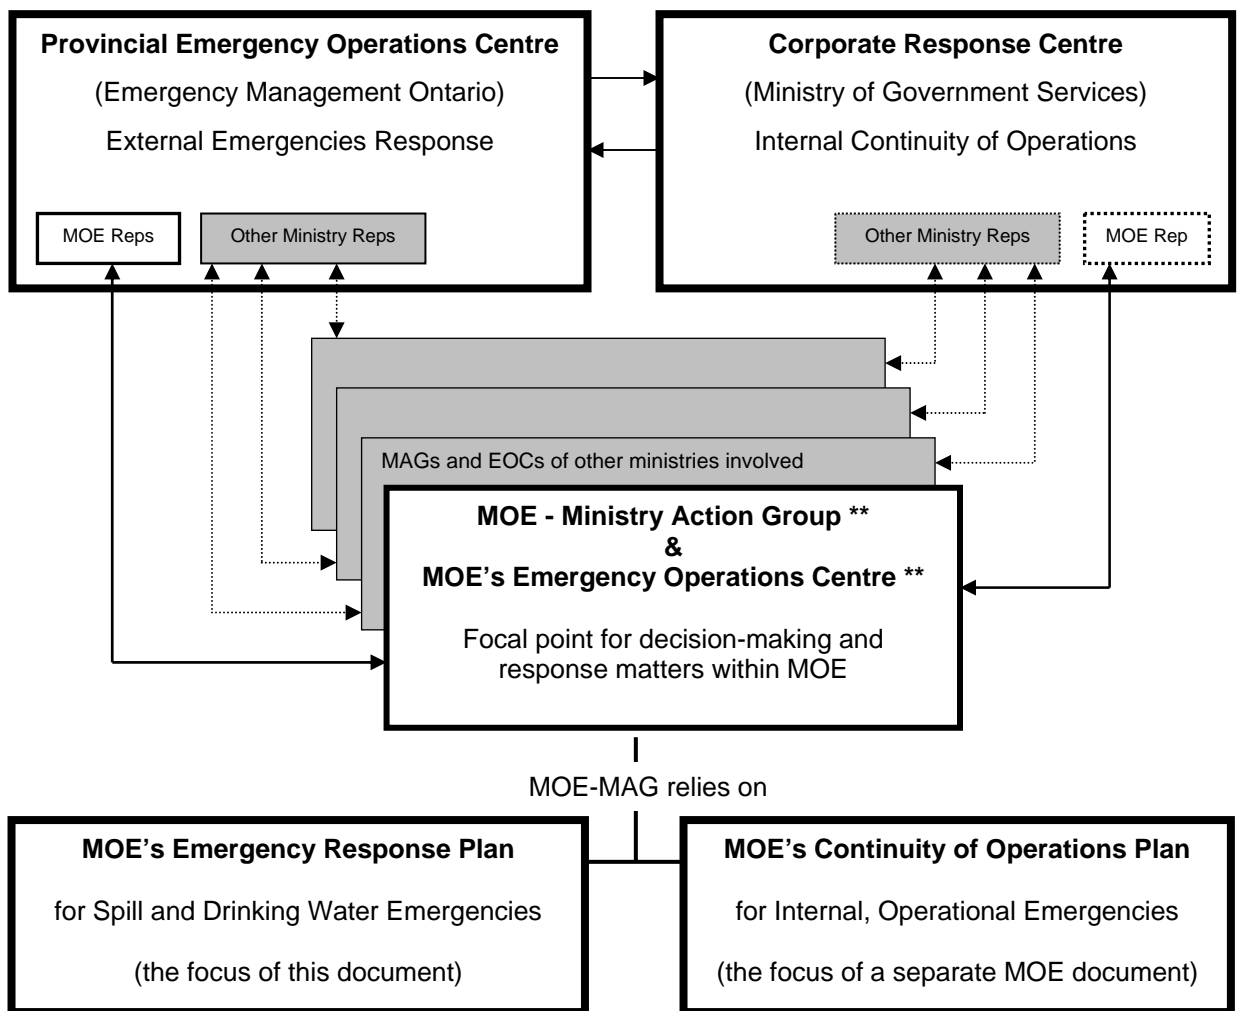 Provincial Emergency Operations Centre
(Emergency Management Ontario)
External Emergencies Response
MOE Reps
Other Ministry Reps
Corporate Response Centre
(Ministry of Government Services)
Internal Continuity of Operations
Other Ministry Reps
MOE Rep
MAGs and EOCs of other ministries involved
MOE - Ministry Action Group **
&
MOE's Emergency Operations Centre **
Focal point for decision-making and
response matters within MOE
MOE-MAG relies on
MOE's Emergency Response Plan
for Spill and Drinking Water Emergencies
(the focus of this document)
MOE's Continuity of Operations Plan
for Internal, Operational Emergencies
(the focus of a separate MOE document)